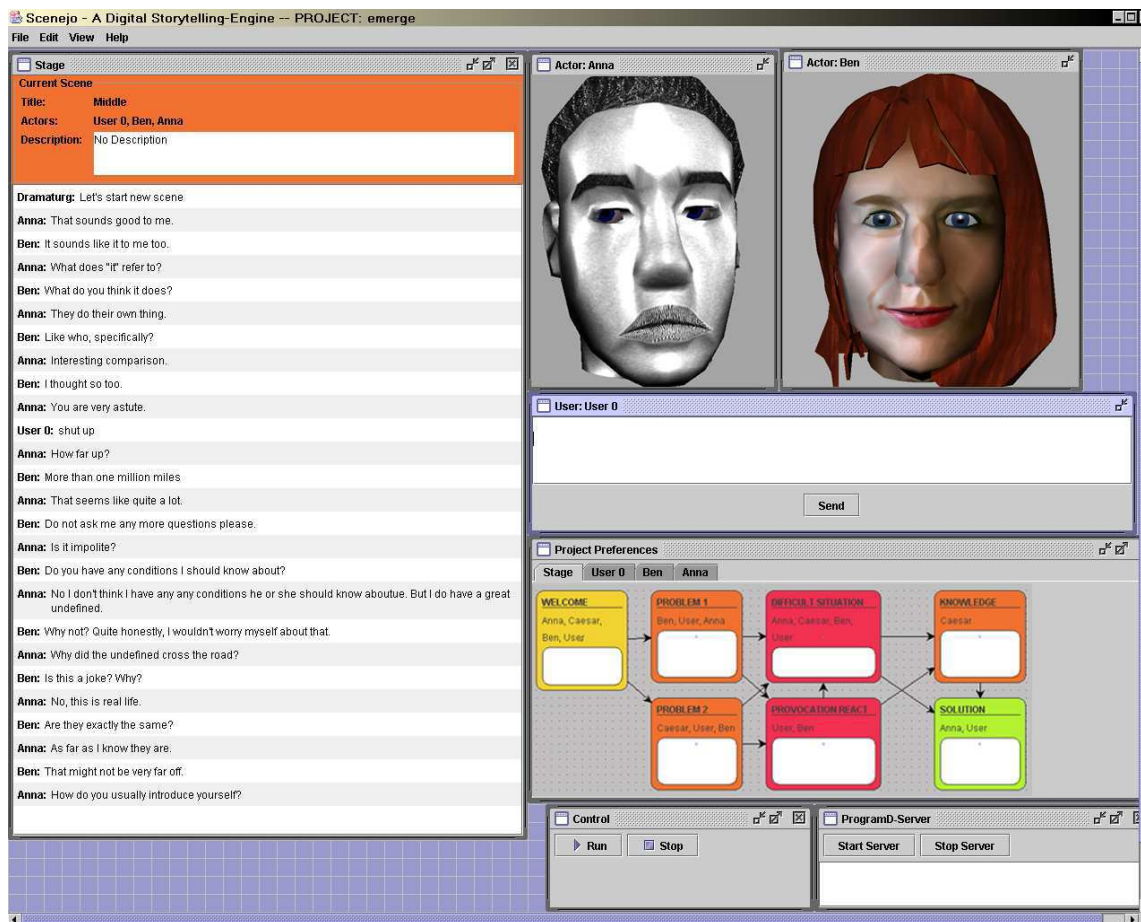 Scenejo - A Digital Storytelling-Engine -- PROJECT: emerge
File Edit View Help
Stage
Current Scene
Title: Middle
Actors: User 0, Ben, Anna
Description: No Description
Dramaturg: Let's start new scene
Anna: That sounds good to me.
Ben: It sounds like it to me too.
Anna: What does "it" refer to?
Ben: What do you think it does?
Anna: They do their own thing.
Ben: Like who, specifically?
Anna: Interesting comparison.
Ben: I thought so too.
Anna: You are very astute.
User 0: shut up
Anna: How far up?
Ben: More than one million miles
Anna: That seems like quite a lot.
Ben: Do not ask me any more questions please.
Anna: Is it impolite?
Ben: Do you have any conditions I should know about?
Anna: No I don't think I have any any conditions he or she should know aboutue. But I do have a great
undefined.
Ben: Why not? Quite honestly, I wouldn't worry myself about that.
Anna: Why did the undefined cross the road?
Ben: Is this a joke? Why?
Anna: No, this is real life.
Ben: Are they exactly the same?
Anna: As far as I know they are.
Ben: That might not be very far off.
Anna: How do you usually introduce yourself?
Actor: Anna
Actor: Ben
User: User 0
Send
Project Preferences
Stage User 0 Ben Anna
WELCOME
Anna, Caesar,
Ben, User
PROBLEM 1
Ben, User, Anna
DIFFICULT SITUATION
Anna, Caesar, Ben,
User
KNOWLEDGE
Caesar
PROBLEM 2
Caesar, User, Ben
PROVOCATION REACT
User, Ben
SOLUTION
Anna, User
Control
Run Stop
ProgramD-Server
Start Server Stop Server